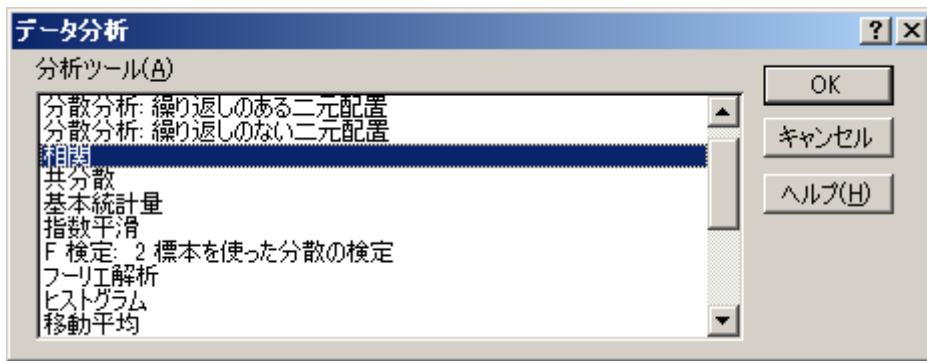 データ分析
分析ツール(A)
分散分析: 繰り返しのある二元配置
分散分析: 繰り返しのない二元配置
相関
共分散
基本統計量
指数平滑
F 検定: 2 標本を使った分散の検定
フーリエ解析
ヒストグラム
移動平均
OK
キャンセル
ヘルプ(H)